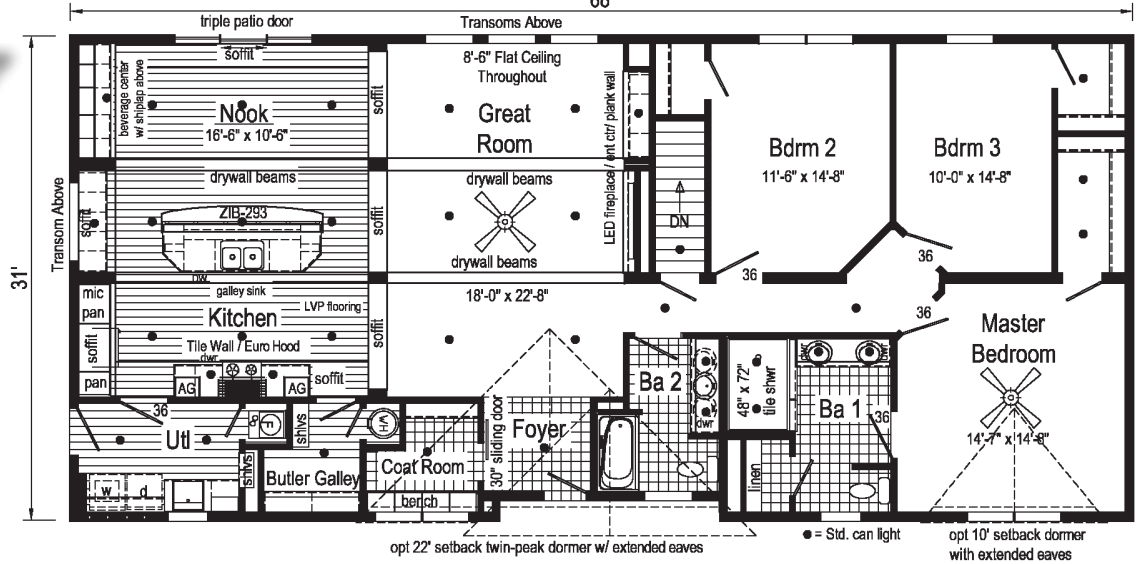 66'
triple patio door
Transoms Above
soffit
8'-6" Flat Ceiling
Throughout
beverage center
w/ shiplap above
Nook
16'-6" x 10'-6"
soffit
Great
Room
LED fireplace / ent ctr/ plank wall
Bdrm 2
11'-6" x 14'-8"
Bdrm 3
10'-0" x 14'-8"
drywall beams
drywall beams
Transom Above
soffit
ZIB-293
soffit
DN
31'
dw
drywall beams
36
36
mic
pan
galley sink
LVP flooring
18'-0" x 22'-8"
Kitchen
soffit
36
Master
Bedroom
soffit
Tile Wall / Euro Hood
dwr
dwr
dwr
pan
AG
AG
soffit
Ba 2
48" x 72"
tile shwr
Ba 1
36
Utl
36
F
shlvs
WH
30" sliding door
Foyer
dwr
36
14'-7" x 14'-8"
shlvs
Coat Room
Butler Galley
linen
w
d
bench
= Std. can light
opt 22" setback twin-peak dormer w/ extended eaves
opt 10' setback dormer
with extended eaves